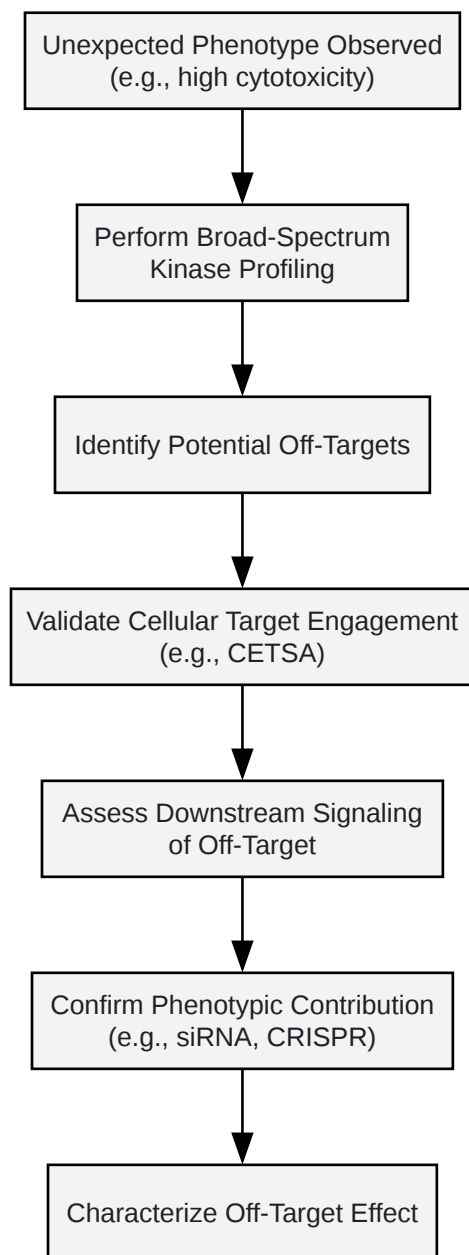 Unexpected Phenotype Observed
(e.g., high cytotoxicity)
Perform Broad-Spectrum
Kinase Profiling
Identify Potential Off-Targets
Validate Cellular Target Engagement
(e.g., CETSA)
Assess Downstream Signaling
of Off-Target
Confirm Phenotypic Contribution
(e.g., siRNA, CRISPR)
Characterize Off-Target Effect